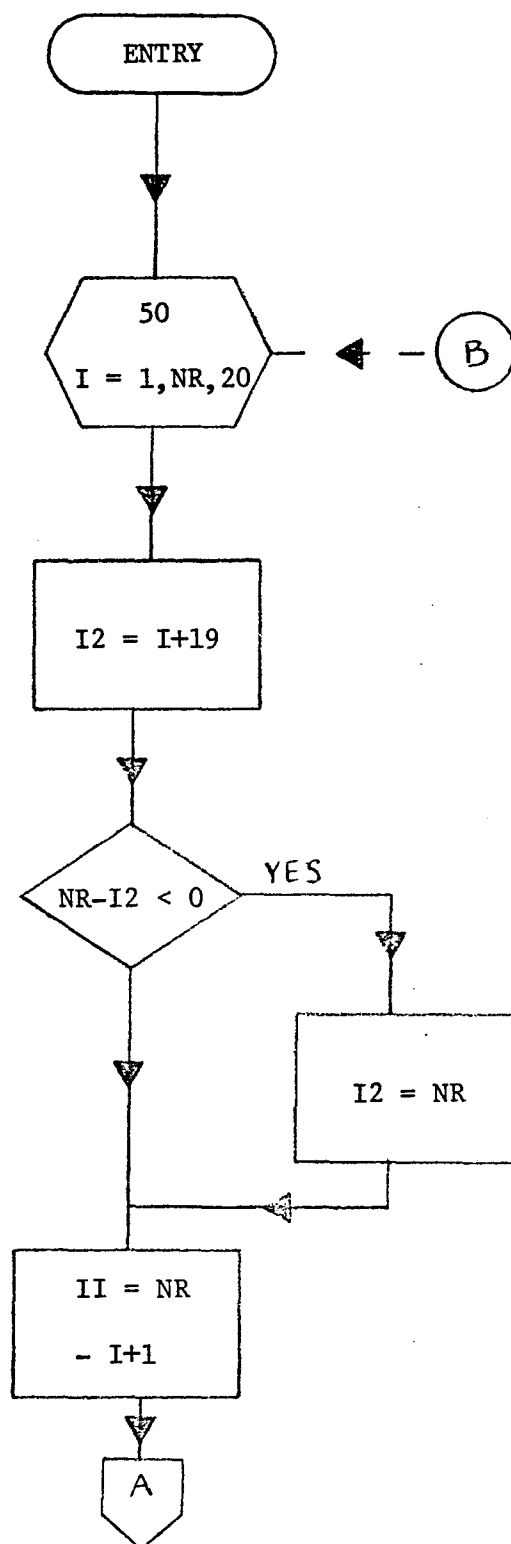 ENTRY
50
I = 1,NR,20
B
I2 = I+19
NR-I2 < 0
YES
I2 = NR
II = NR
- I+1
A